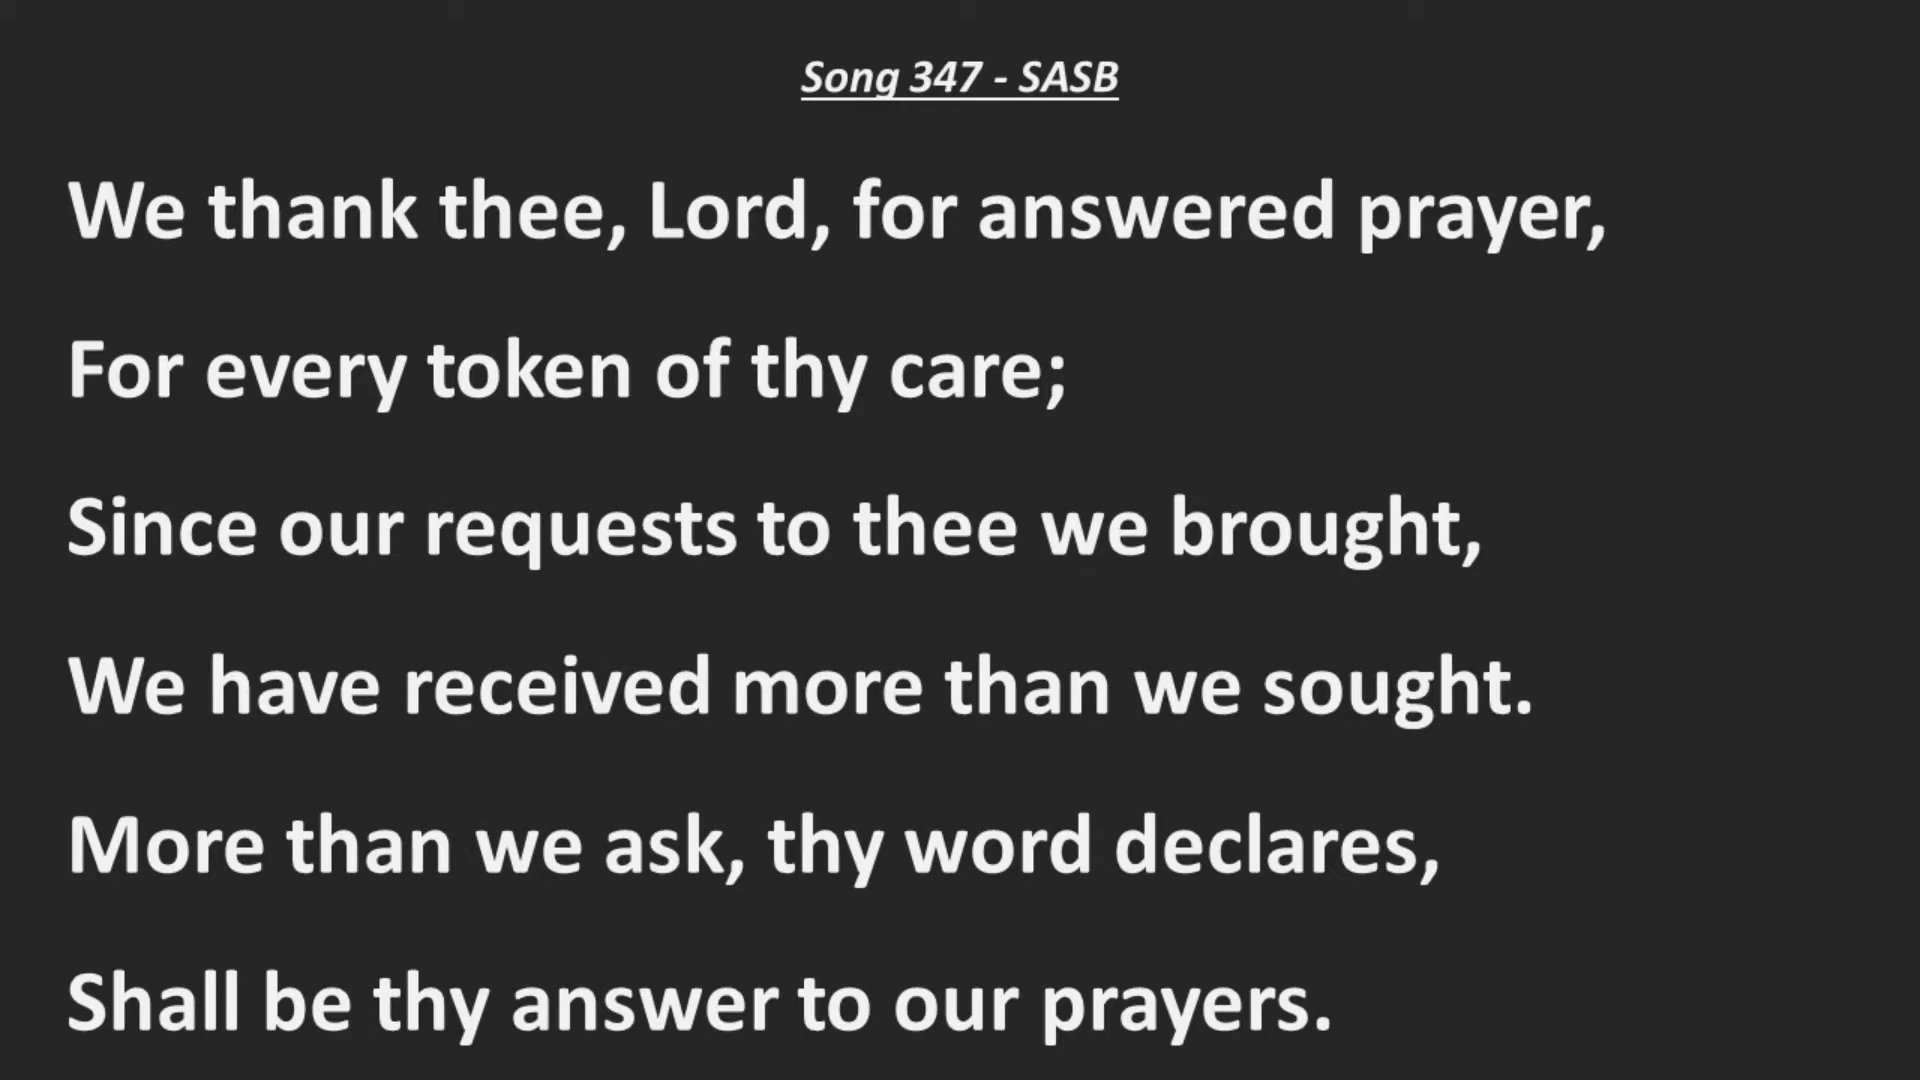 Song 347 - SASB
We thank thee, Lord, for answered prayer,
For every token of thy care;
Since our requests to thee we brought,
We have received more than we sought.
More than we ask, thy word declares,
Shall be thy answer to our prayers.